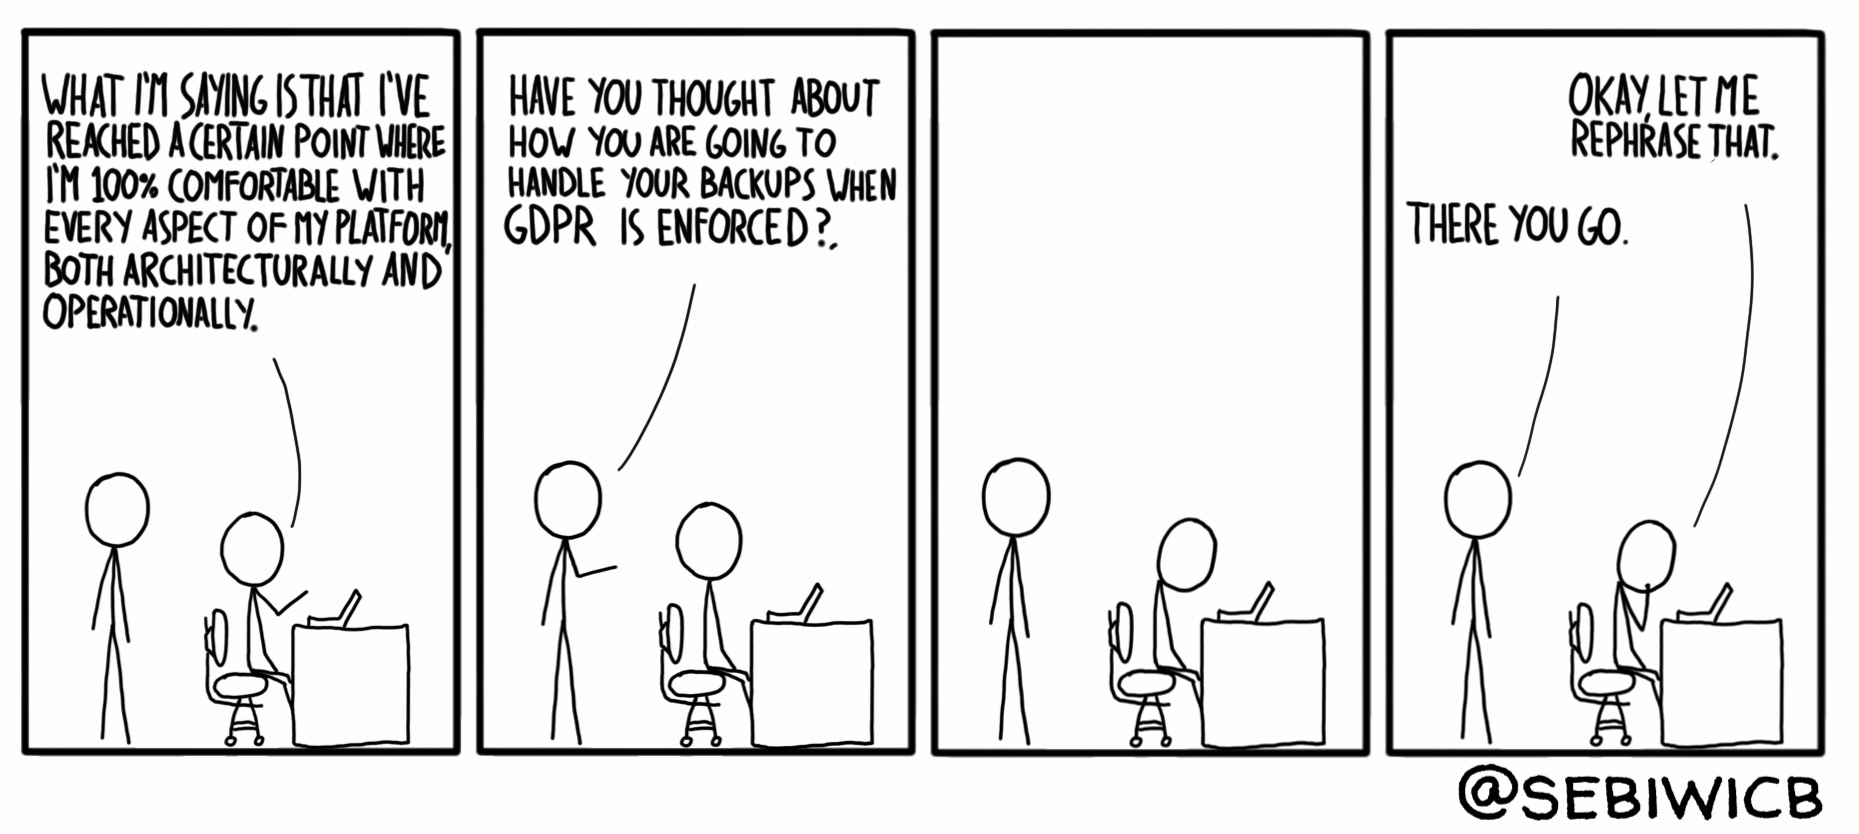 WHAT I'M SAYING IS THAT I'VE
REACHED A CERTAIN POINT WHERE
I'M 100% COMFORTABLE WITH
EVERY ASPECT OF MY PLATFORM,
BOTH ARCHITECTURALLY AND
OPERATIONALLY.
HAVE YOU THOUGHT ABOUT
HOW YOU ARE GOING TO
HANDLE YOUR BACKUPS WHEN
GDPR IS ENFORCED?.
OKAY, LET ME
REPHRASE THAT.
THERE YOU GO.
@SEBIWICB